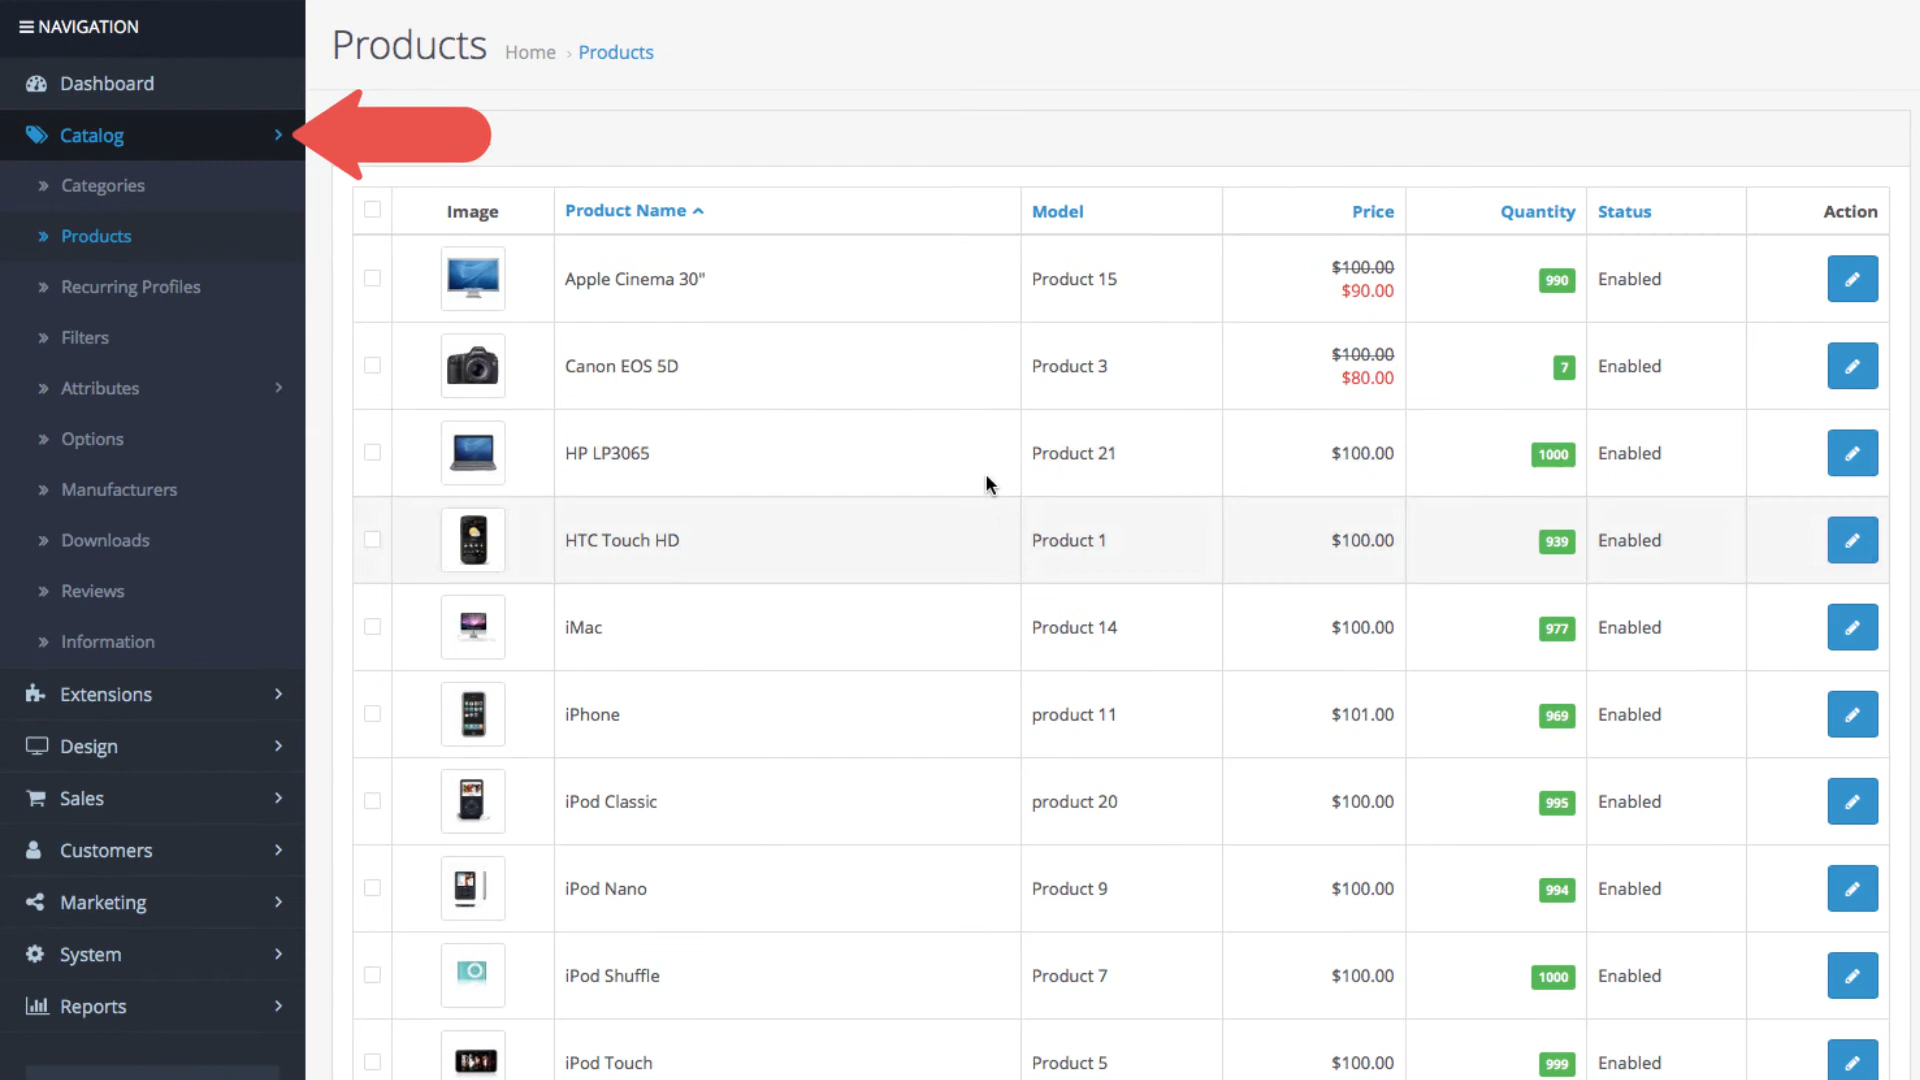 NAVIGATION
Dashboard
Catalog
Categories
Products
Recurring Profiles
Filters
Attributes
Options
Manufacturers
Downloads
Reviews
Information
Extensions
Design
Sales
Customers
Marketing
System
Reports
Products Home › Products
Image Product Name Model Price Quantity Status Action
Apple Cinema 30" Product 15 $100.00 $90.00 990 Enabled
Canon EOS 5D Product 3 $100.00 $80.00 7 Enabled
HP LP3065 Product 21 $100.00 1000 Enabled
HTC Touch HD Product 1 $100.00 939 Enabled
iMac Product 14 $100.00 977 Enabled
iPhone product 11 $101.00 969 Enabled
iPod Classic product 20 $100.00 995 Enabled
iPod Nano Product 9 $100.00 994 Enabled
iPod Shuffle Product 7 $100.00 1000 Enabled
iPod Touch Product 5 $100.00 999 Enabled